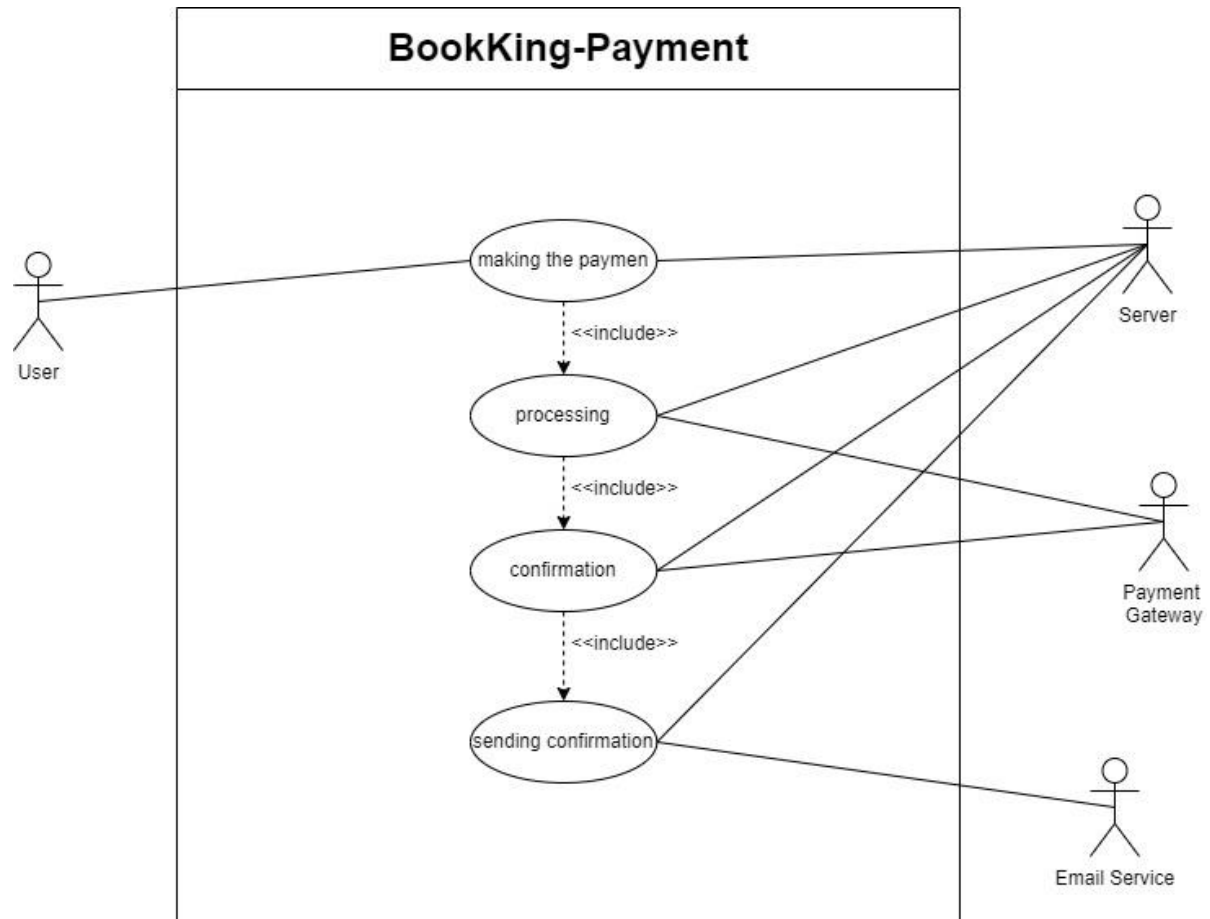 BookKing-Payment
making the paymen
<<include>>
processing
<<include>>
confirmation
<<include>>
sending confirmation
User
Server
Payment
Gateway
Email Service